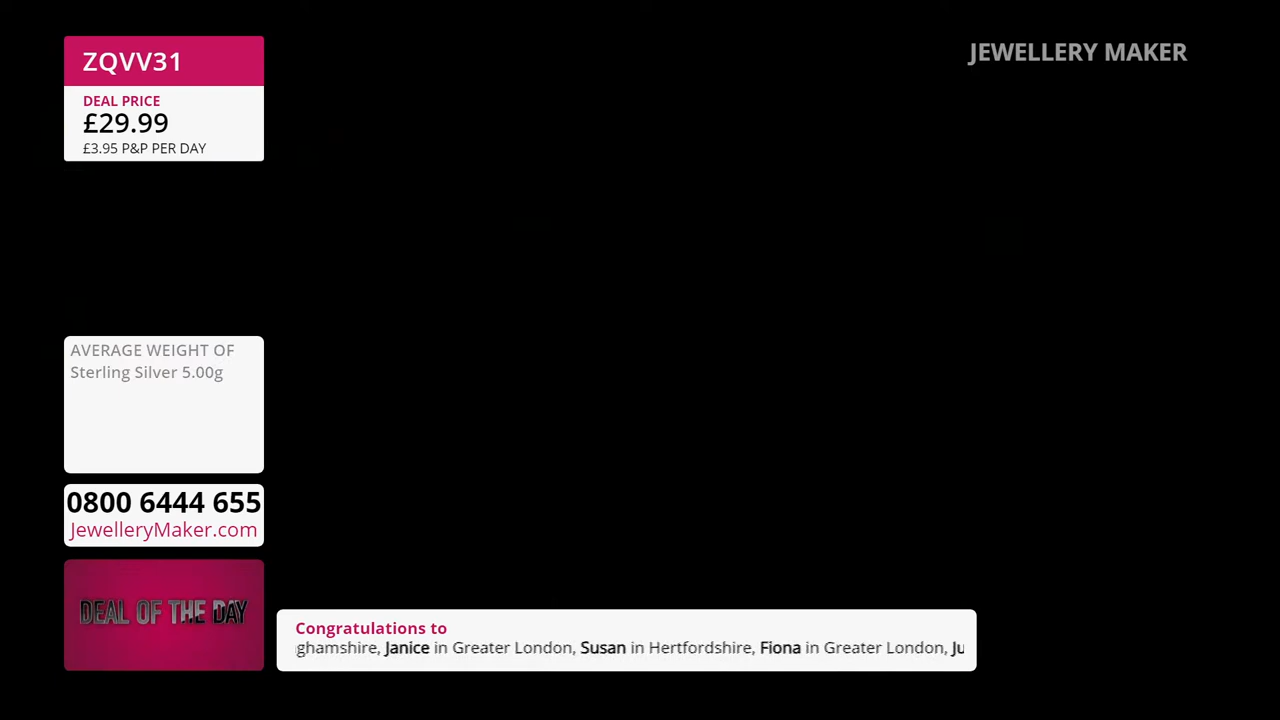 ZQVV31
DEAL PRICE
£29.99
£3.95 P&P PER DAY
JEWELLERY MAKER
AVERAGE WEIGHT OF
Sterling Silver 5.00g
0800 6444 655
JewelleryMaker.com
DEAL OF THE DAY
Congratulations to
ghamshire, Janice in Greater London, Susan in Hertfordshire, Fiona in Greater London, Ju